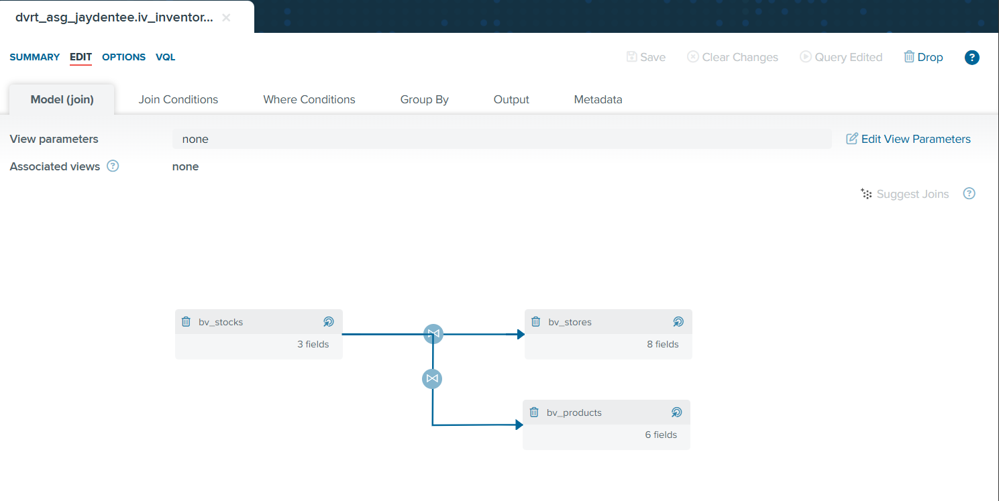 dvrt_asg_jaydentee.iv_inventor...
SUMMARY EDIT OPTIONS VQL Save Clear Changes Query Edited Drop ?
Model (join) Join Conditions Where Conditions Group By Output Metadata
View parameters none Edit View Parameters
Associated views ? none
Suggest Joins ?
bv_stocks bv_stores
3 fields 8 fields
bv_products
6 fields